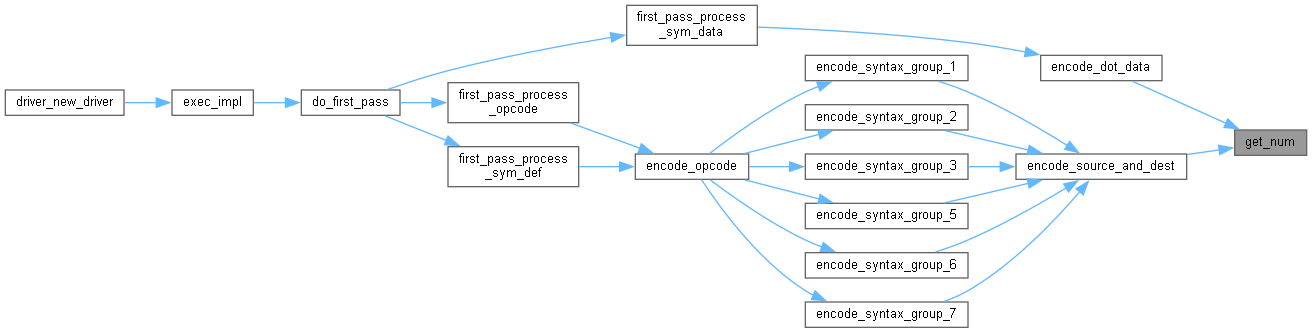 driver_new_driver
exec_impl
do_first_pass
first_pass_process
_sym_data
first_pass_process
_opcode
first_pass_process
_sym_def
encode_opcode
encode_syntax_group_1
encode_syntax_group_2
encode_syntax_group_3
encode_syntax_group_5
encode_syntax_group_6
encode_syntax_group_7
encode_dot_data
encode_source_and_dest
get_num